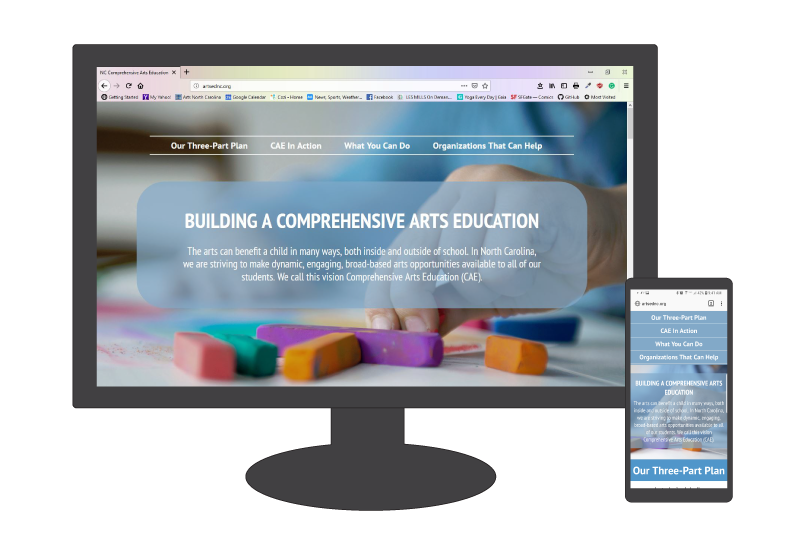 NC Comprehensive Arts Education
artsednc.org
Getting Started My Yahoo! Arts North Carolina Google Calendar Cozi - Home News, Sports, Weather... Facebook LES MILLS On Deman... Yoga Every Day | Gaia SFGate — Comics GitHub Most Visited
Our Three-Part Plan CAE In Action What You Can Do Organizations That Can Help
BUILDING A COMPREHENSIVE ARTS EDUCATION
The arts can benefit a child in many ways, both inside and outside of school. In North Carolina,
we are striving to make dynamic, engaging, broad-based arts opportunities available to all of our
students. We call this vision Comprehensive Arts Education (CAE).
artsednc.org
Our Three-Part Plan
CAE In Action
What You Can Do
Organizations That Can Help
BUILDING A COMPREHENSIVE ARTS
EDUCATION
The arts can benefit a child in many ways, both
inside and outside of school. In North Carolina,
we are striving to make dynamic, engaging,
broad-based arts opportunities available to all
of our students. We call this vision
Comprehensive Arts Education (CAE).
Our Three-Part Plan